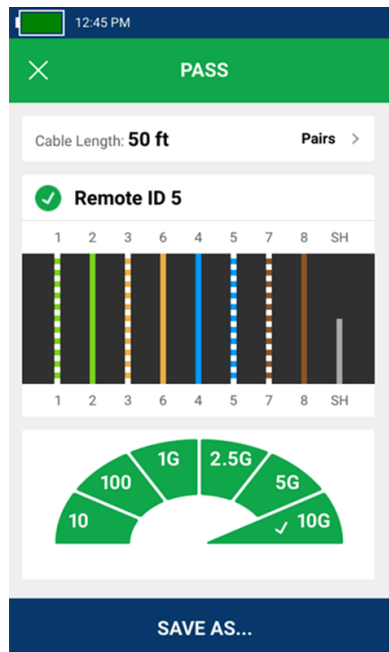 12:45 PM
PASS
Cable Length: 50 ft Pairs >
Remote ID 5
1 2 3 6 4 5 7 8 SH
1 2 3 6 4 5 7 8 SH
10 100 1G 2.5G 5G 10G
SAVE AS...